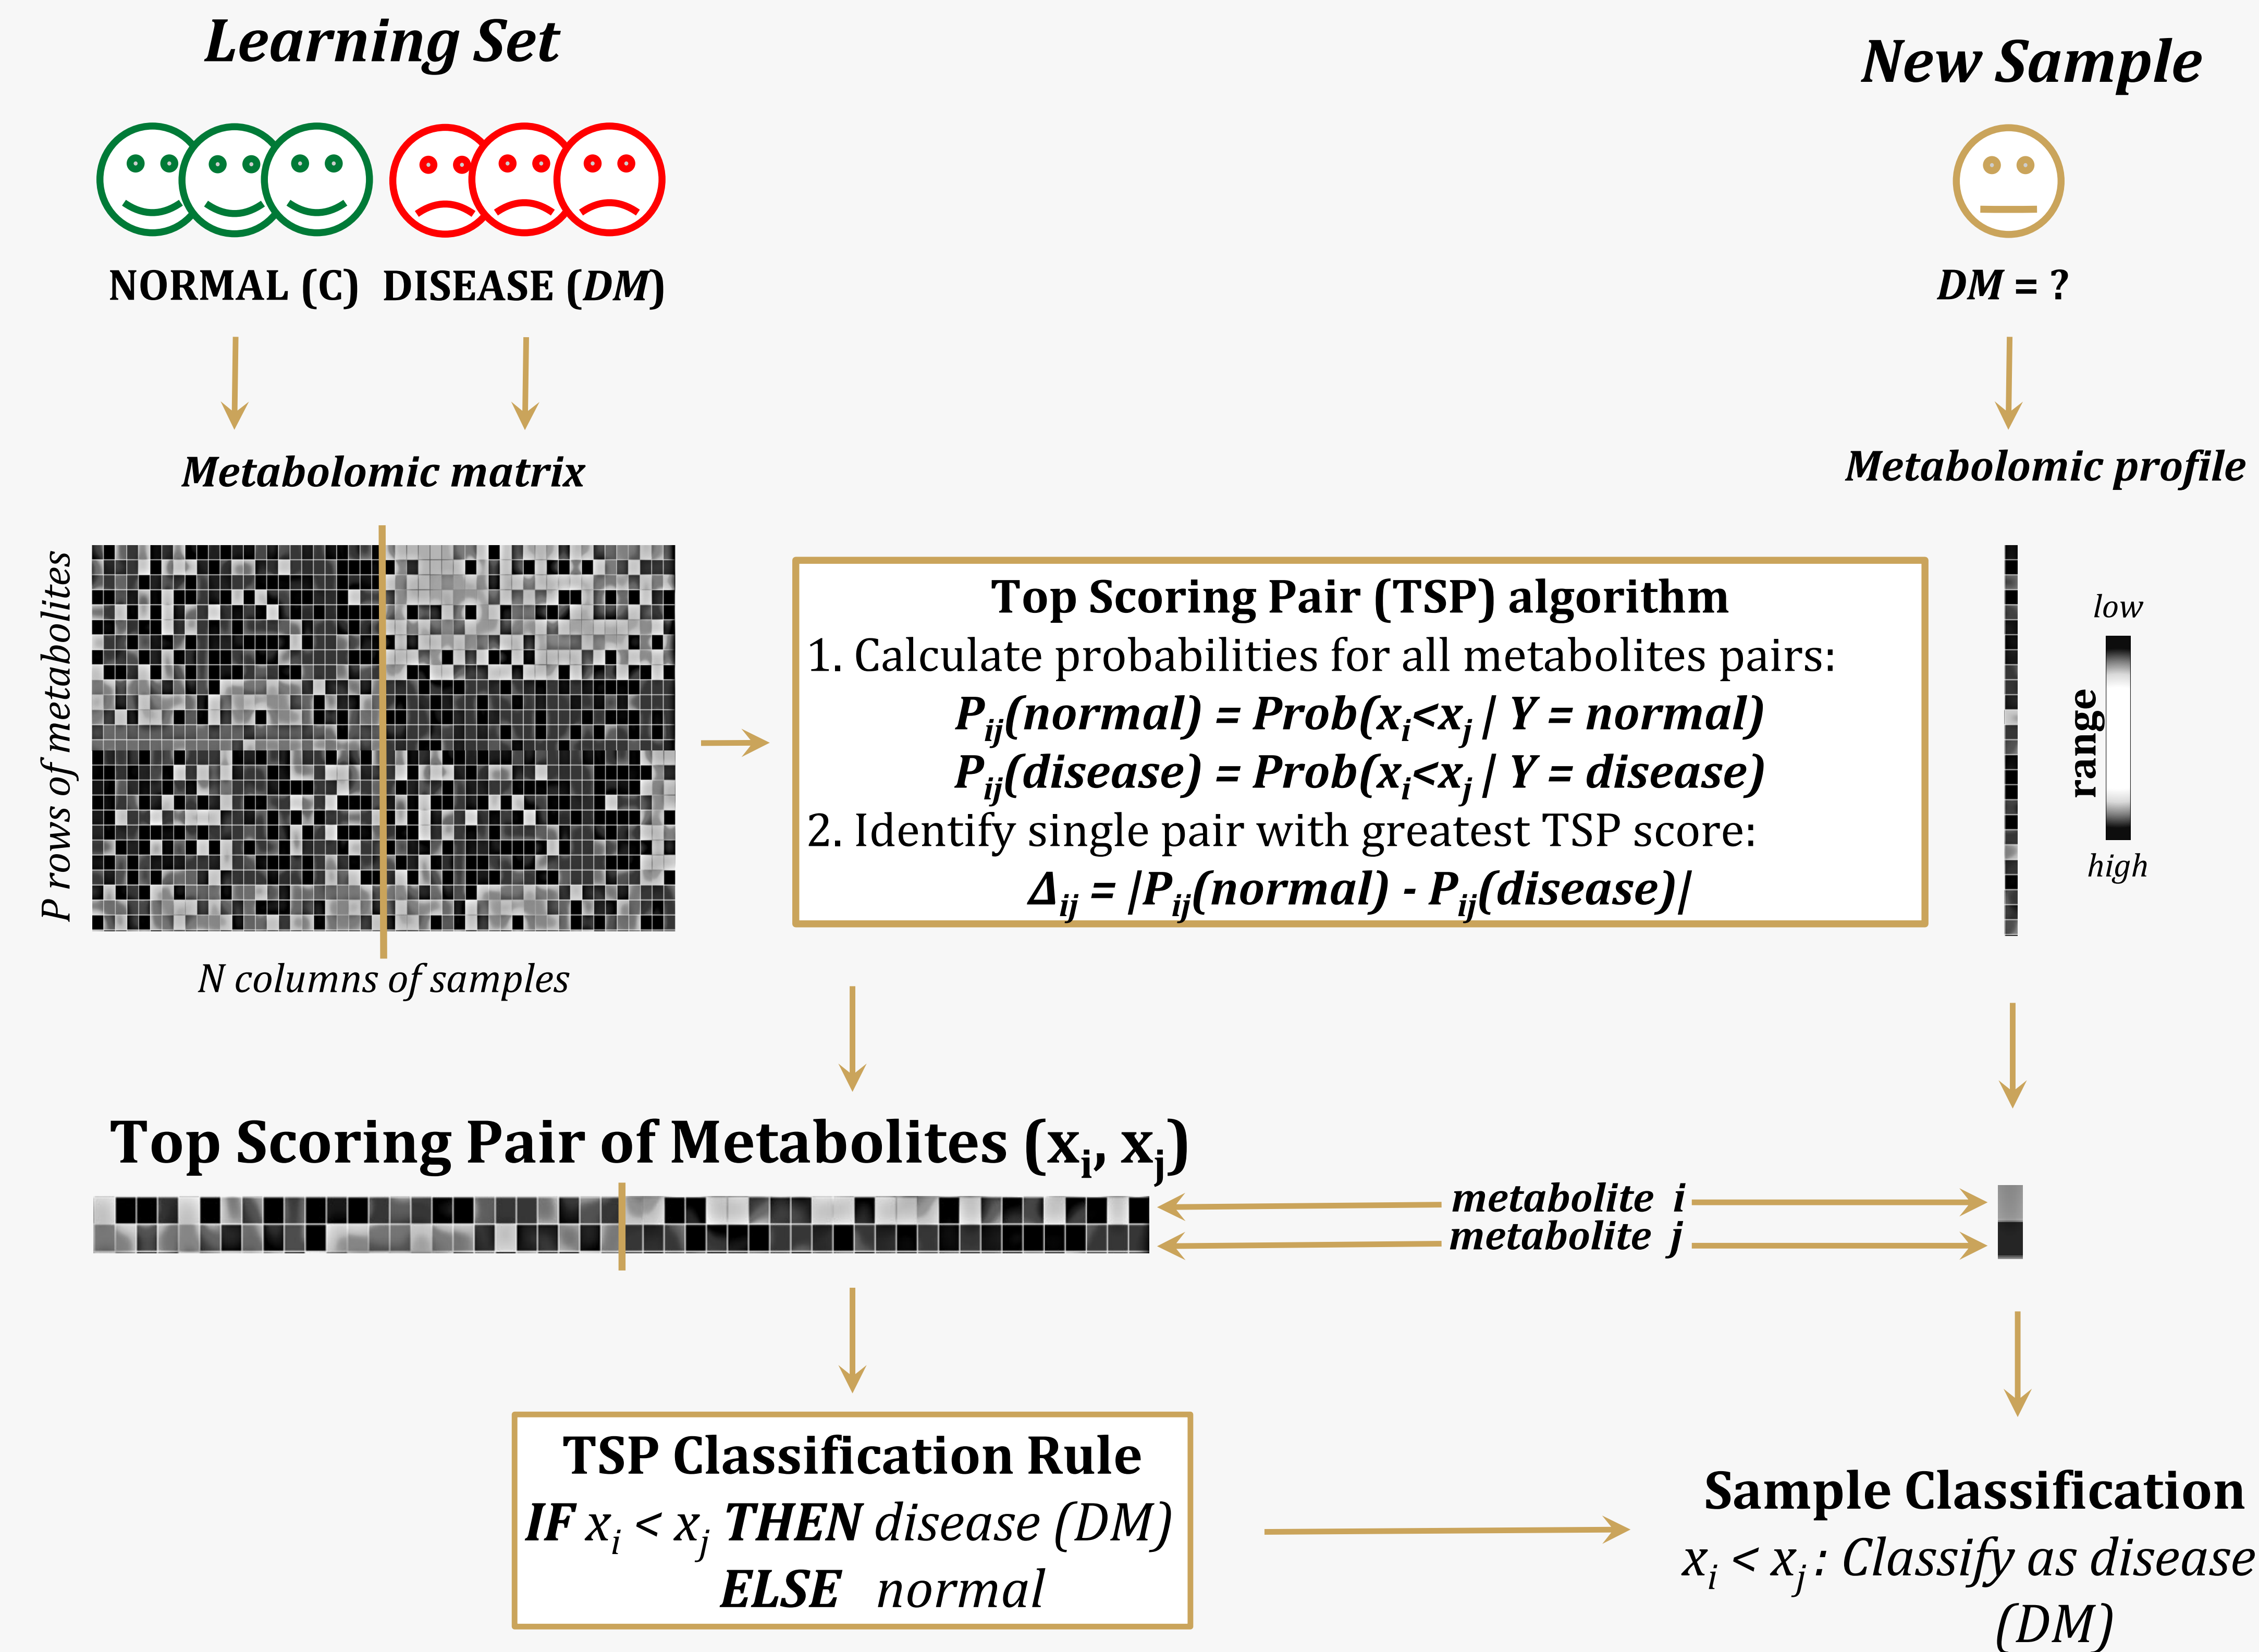 Learning Set
NORMAL (C)
DISEASE (DM)
Metabolomic matrix
P rows of metabolites
N columns of samples
New Sample
DM = ?
Metabolomic profile
low
range
high
Top Scoring Pair (TSP) algorithm
1. Calculate probabilities for all metabolites pairs:
Pij(normal) = Prob(xi<xj | Y = normal)
Pij(disease) = Prob(xi<xj | Y = disease)
2. Identify single pair with greatest TSP score:
Δij = |Pij(normal) - Pij(disease)|
Top Scoring Pair of Metabolites (xi, xj)
metabolite i
metabolite j
TSP Classification Rule
IF xi < xj THEN disease (DM)
ELSE normal
Sample Classification
xi < xj : Classify as disease
(DM)